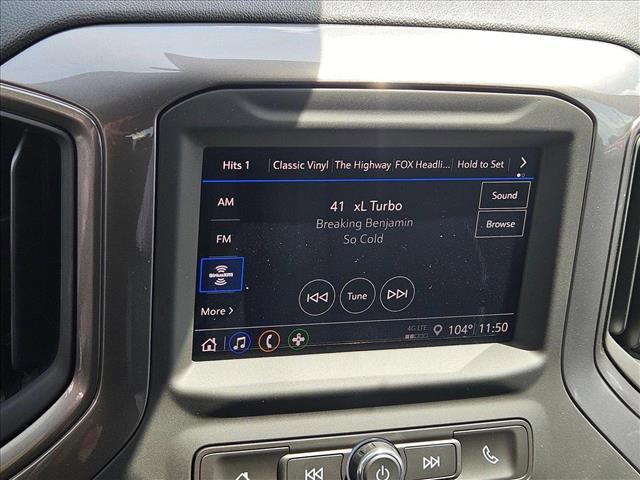 Hits 1 Classic Vinyl The Highway FOX Headli... Hold to Set
AM
41 xL Turbo
Sound
Breaking Benjamin
Browse
FM
So Cold
SiriusXM
Tune
More >
4G LTE 104° 11:50